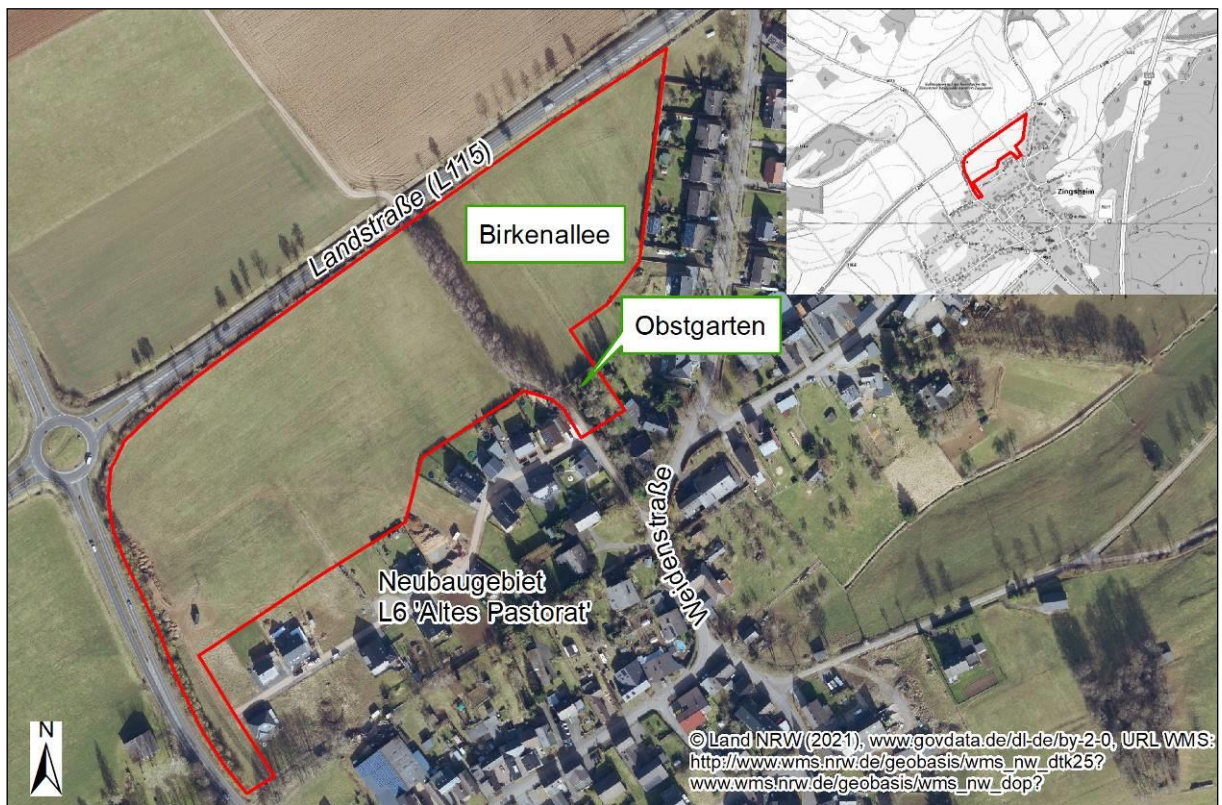 Landstraße (L115)
Birkenallee
Obstgarten
Weidenstraße
Neubaugebiet
L6 'Altes Pastorat'
Zingsheim
N
© Land NRW (2021), www.govdata.de/dl-de/by-2-0, URL WMS:
http://www.wms.nrw.de/geobasis/wms_nw_dtk25?
www.wms.nrw.de/geobasis/wms_nw_dop?